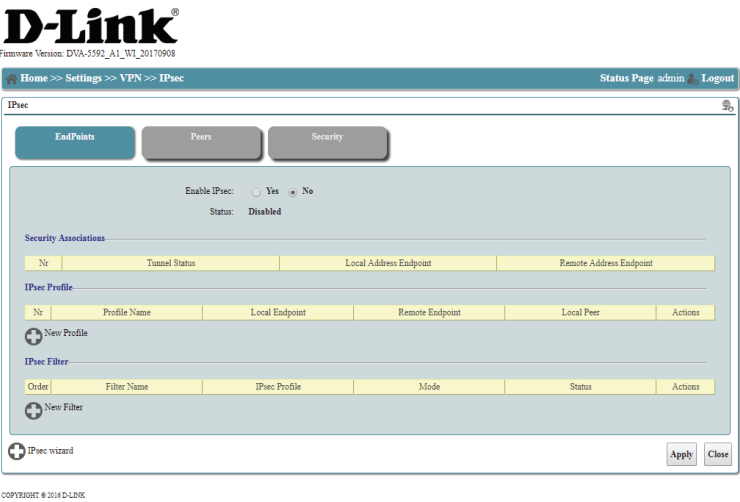 D-Link®
Firmware Version: DVA-5592_A1_WI_20170908
Home >> Settings >> VPN >> IPsec Status Page admin Logout
IPsec
EndPoints Peers Security
Enable IPsec: Yes No
Status: Disabled
Security Associations
Nr Tunnel Status Local Address Endpoint Remote Address Endpoint
IPsec Profile
Nr Profile Name Local Endpoint Remote Endpoint Local Peer Actions
New Profile
IPsec Filter
Order Filter Name IPsec Profile Mode Status Actions
New Filter
IPsec wizard Apply Close
COPYRIGHT © 2016 D-LINK